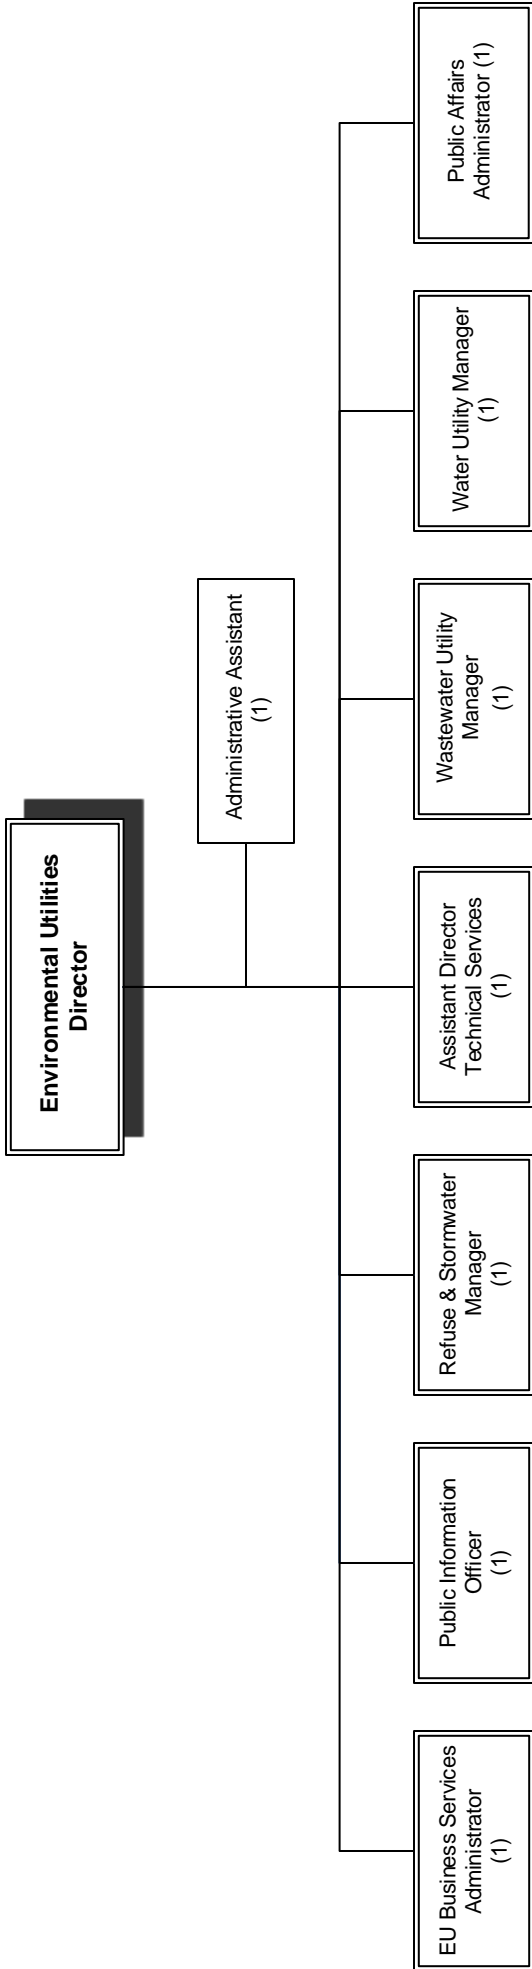 Environmental Utilities
Director
Administrative Assistant
(1)
EU Business Services
Administrator
(1)
Public Information
Officer
(1)
Refuse & Stormwater
Manager
(1)
Assistant Director
Technical Services
(1)
Wastewater Utility
Manager
(1)
Water Utility Manager
(1)
Public Affairs
Administrator (1)